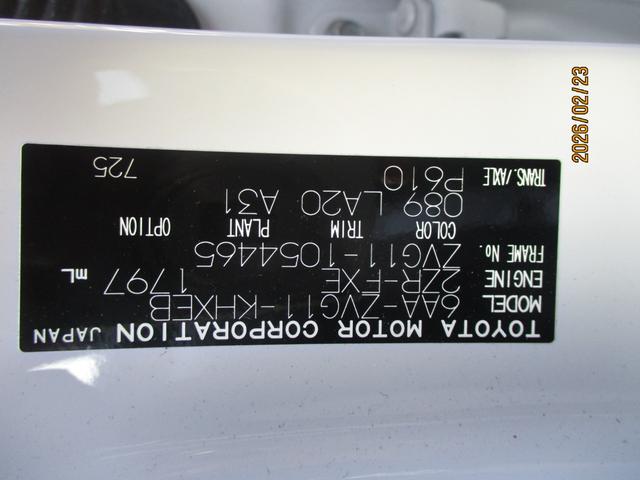 TOYOTA MOTOR CORPORATION JAPAN
MODEL 6AA-ZVG11-KHXEB
ENGINE 2ZR-FXE 1797 mL
FRAME No. ZVG11-1054465
COLOR TRIM PLANT OPTION
089 LA20 A31
TRANS./AXLE P610
725
2026/02/23